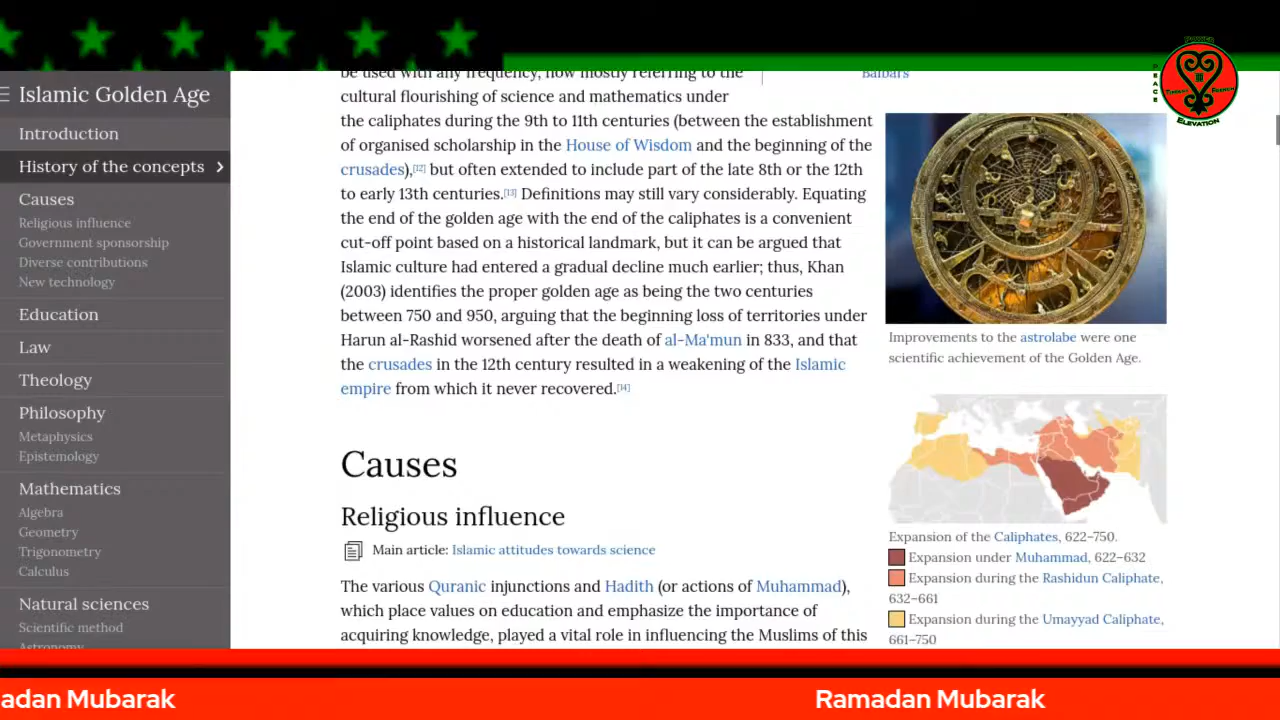 Islamic Golden Age
Introduction
History of the concepts
Causes
Religious influence
Government sponsorship
Diverse contributions
New technology
Education
Law
Theology
Philosophy
Metaphysics
Epistemology
Mathematics
Algebra
Geometry
Trigonometry
Calculus
Natural sciences
Scientific method
Astronomy
be used with any frequency, now mostly referring to the
cultural flourishing of science and mathematics under
the caliphates during the 9th to 11th centuries (between the establishment
of organised scholarship in the House of Wisdom and the beginning of the
crusades),[12] but often extended to include part of the late 8th or the 12th
to early 13th centuries.[13] Definitions may still vary considerably. Equating
the end of the golden age with the end of the caliphates is a convenient
cut-off point based on a historical landmark, but it can be argued that
Islamic culture had entered a gradual decline much earlier; thus, Khan
(2003) identifies the proper golden age as being the two centuries
between 750 and 950, arguing that the beginning loss of territories under
Harun al-Rashid worsened after the death of al-Ma'mun in 833, and that
the crusades in the 12th century resulted in a weakening of the Islamic
empire from which it never recovered.[14]
Causes
Religious influence
Main article: Islamic attitudes towards science
The various Quranic injunctions and Hadith (or actions of Muhammad),
which place values on education and emphasize the importance of
acquiring knowledge, played a vital role in influencing the Muslims of this
Baibars
Improvements to the astrolabe were one
scientific achievement of the Golden Age.
Expansion of the Caliphates, 622–750.
Expansion under Muhammad, 622–632
Expansion during the Rashidun Caliphate,
632–661
Expansion during the Umayyad Caliphate,
661–750
Power
PEACE
Elevation
adan Mubarak
Ramadan Mubarak